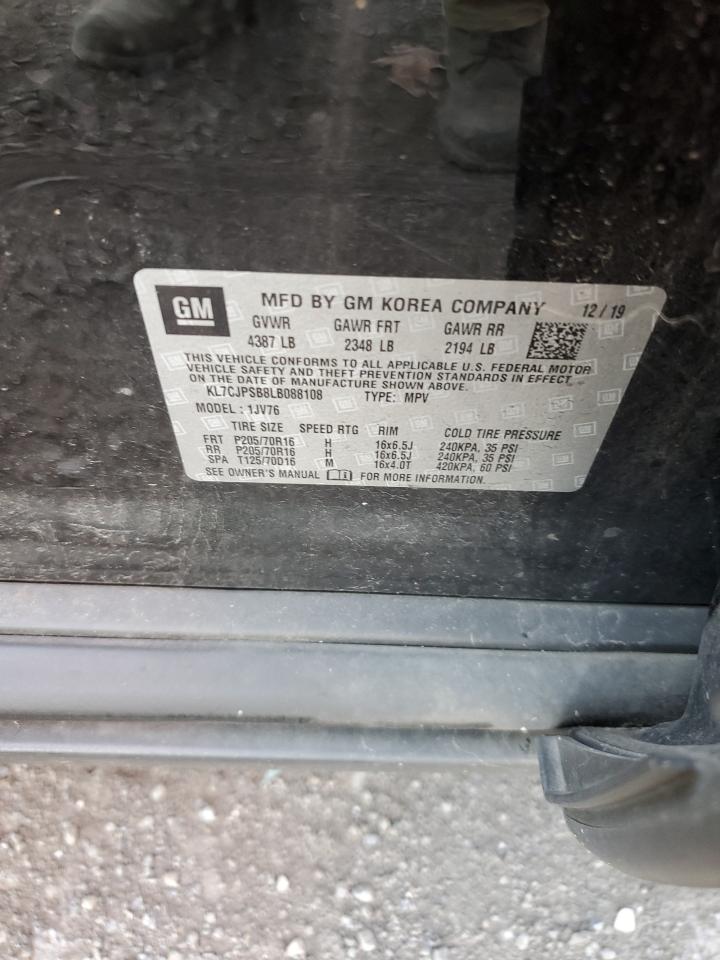 GM MFD BY GM KOREA COMPANY 12/19
GVWR GAWR FRT GAWR RR
4387 LB 2348 LB 2194 LB
THIS VEHICLE CONFORMS TO ALL APPLICABLE U.S. FEDERAL MOTOR
VEHICLE SAFETY AND THEFT PREVENTION STANDARDS IN EFFECT
ON THE DATE OF MANUFACTURE SHOWN ABOVE.
KL7CJPSB8LB088108 TYPE: MPV
MODEL : 1JV76
TIRE SIZE SPEED RTG RIM COLD TIRE PRESSURE
FRT P205/70R16 H 16x6.5J 240KPA, 35 PSI
RR P205/70R16 H 16x6.5J 240KPA, 35 PSI
SPA T125/70D16 M 16x4.0T 420KPA, 60 PSI
SEE OWNER'S MANUAL FOR MORE INFORMATION.